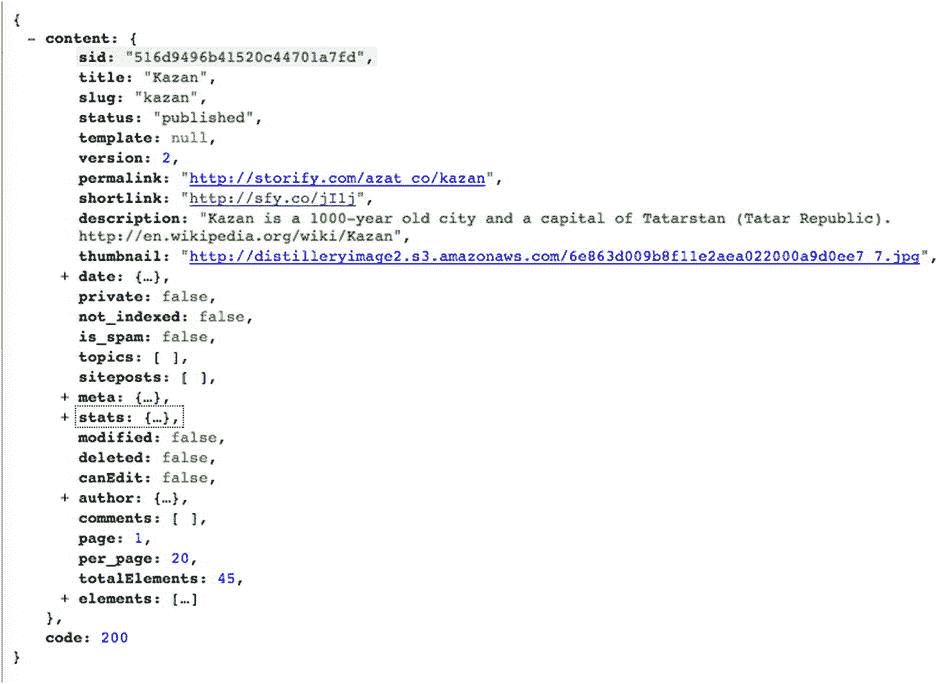 {
- content: {
sid: "516d9496b41520c44701a7fd",
title: "Kazan",
slug: "kazan",
status: "published",
template: null,
version: 2,
permalink: "http://storify.com/azat_co/kazan",
shortlink: "http://sfy.co/jI1j",
description: "Kazan is a 1000-year old city and a capital of Tatarstan (Tatar Republic).
http://en.wikipedia.org/wiki/Kazan",
thumbnail: "http://distilleryimage2.s3.amazonaws.com/6e863d009b8f11e2aea022000a9d0ee7_7.jpg",
+ date: {…},
private: false,
not_indexed: false,
is_spam: false,
topics: [ ],
siteposts: [ ],
+ meta: {…},
+ stats: {…},
modified: false,
deleted: false,
canEdit: false,
+ author: {…},
comments: [ ],
page: 1,
per_page: 20,
totalElements: 45,
+ elements: […]
},
code: 200
}